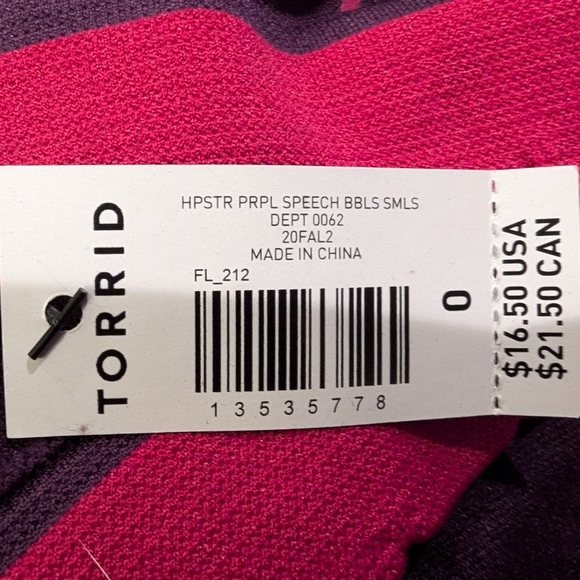 TORRID
HPSTR PRPL SPEECH BBLS SMLS
DEPT 0062
20FAL2
MADE IN CHINA
FL_212
13535778
0
$16.50 USA
$21.50 CAN